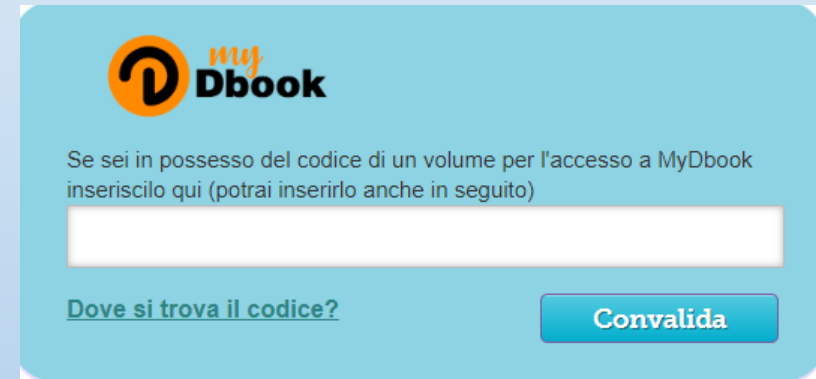 my
Dbook
Se sei in possesso del codice di un volume per l'accesso a MyDbook
inseriscilo qui (potrai inserirlo anche in seguito)
Dove si trova il codice?
Convalida